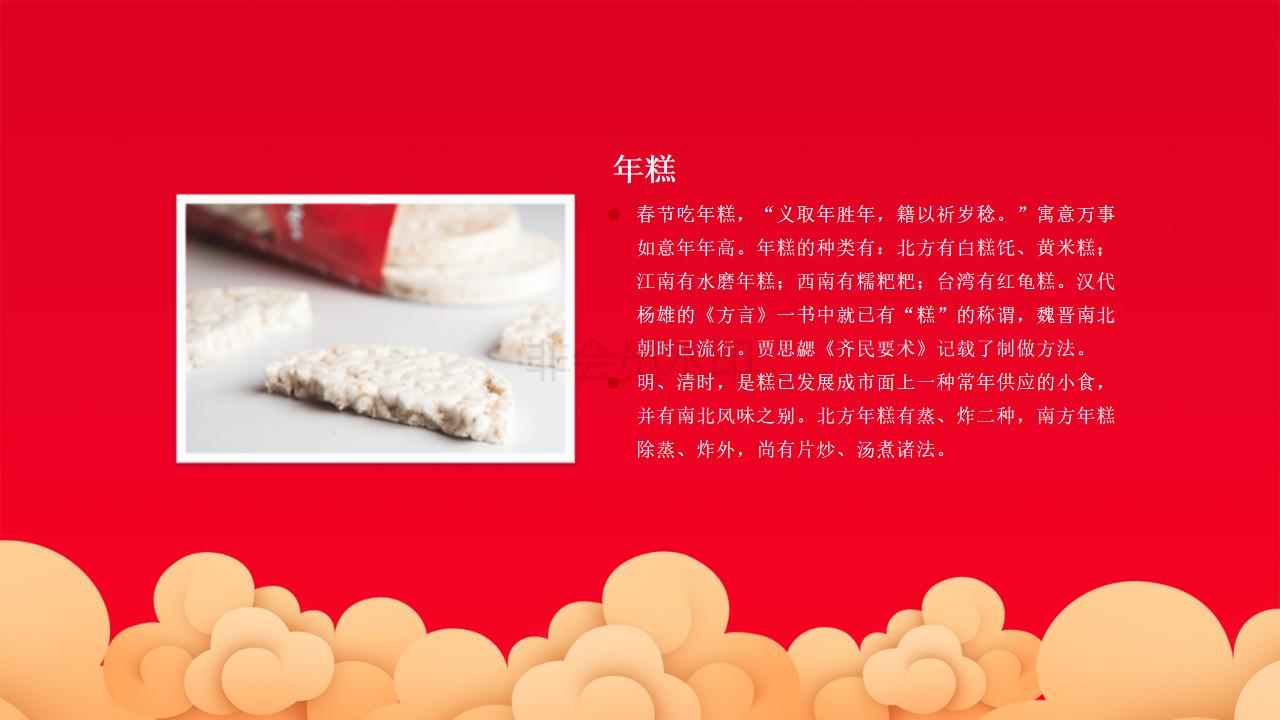 年糕
春节吃年糕，“义取年胜年，籍以祈岁稔。”寓意万事
如意年年高。年糕的种类有：北方有白糕饦、黄米糕；
江南有水磨年糕；西南有糯粑粑；台湾有红龟糕。汉代
杨雄的《方言》一书中就已有“糕”的称谓，魏晋南北
朝时已流行。贾思勰《齐民要术》记载了制做方法。
明、清时，是糕已发展成市面上一种常年供应的小食，
并有南北风味之别。北方年糕有蒸、炸二种，南方年糕
除蒸、炸外，尚有片炒、汤煮诸法。
非会员水印